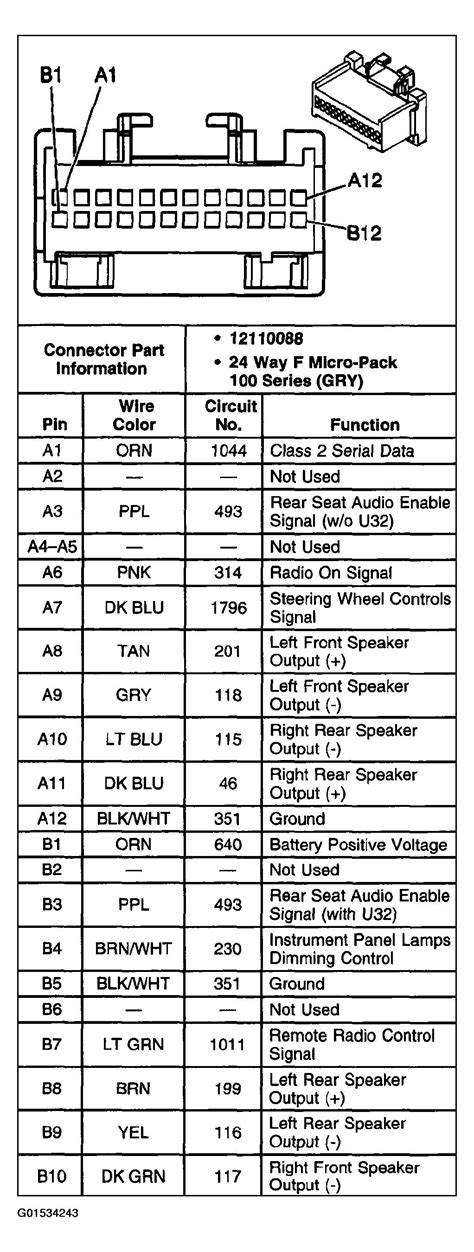 B1 A1
A12
B12
Connector Part Information
• 12110088
• 24 Way F Micro-Pack
100 Series (GRY)
Pin Wire Color Circuit No. Function
A1 ORN 1044 Class 2 Serial Data
A2 — — Not Used
A3 PPL 493 Rear Seat Audio Enable
Signal (w/o U32)
A4–A5 — — Not Used
A6 PNK 314 Radio On Signal
A7 DK BLU 1796 Steering Wheel Controls
Signal
A8 TAN 201 Left Front Speaker
Output (+)
A9 GRY 118 Left Front Speaker
Output (-)
A10 LT BLU 115 Right Rear Speaker
Output (-)
A11 DK BLU 46 Right Rear Speaker
Output (+)
A12 BLK/WHT 351 Ground
B1 ORN 640 Battery Positive Voltage
B2 — — Not Used
B3 PPL 493 Rear Seat Audio Enable
Signal (with U32)
B4 BRN/WHT 230 Instrument Panel Lamps
Dimming Control
B5 BLK/WHT 351 Ground
B6 — — Not Used
B7 LT GRN 1011 Remote Radio Control
Signal
B8 BRN 199 Left Rear Speaker
Output (+)
B9 YEL 116 Left Rear Speaker
Output (-)
B10 DK GRN 117 Right Front Speaker
Output (-)
G01534243